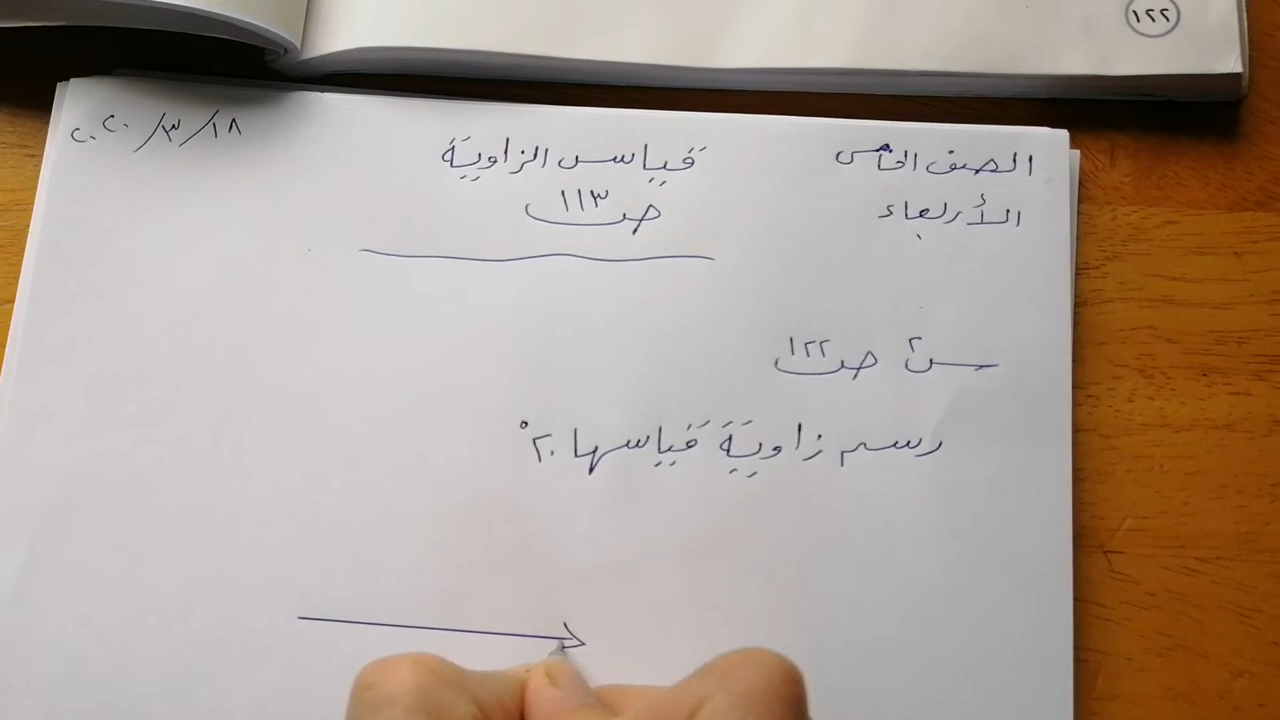 ١٢٢
الصف الخامس
قياس الزاوية
١٨/٣/٢٠٢٠
الأربعاء
ص ١١٣
س٢ ص ١٢٢
رسم زاوية قياسها ٢٠°